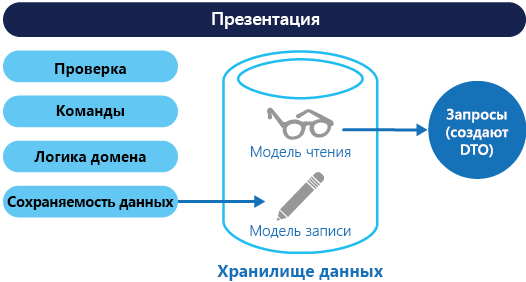 Презентация
Проверка
Команды
Логика домена
Сохраняемость данных
Модель чтения
Модель записи
Хранилище данных
Запросы
(создают
DTO)